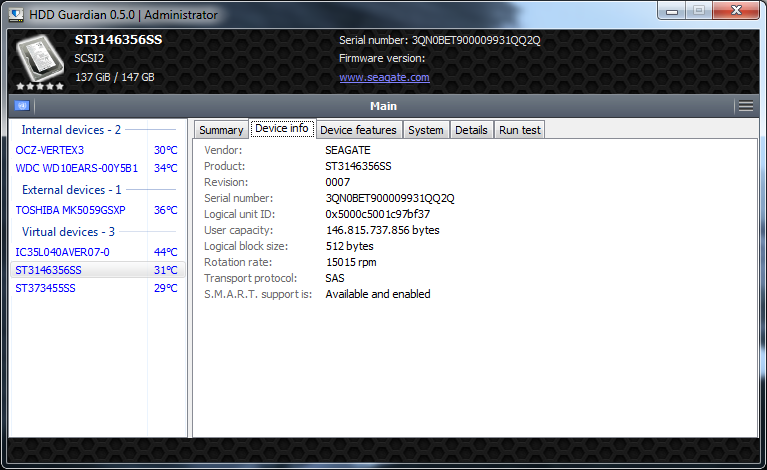 HDD Guardian 0.5.0 | Administrator
ST3146356SS
SCSI2
137 GiB / 147 GB
Serial number: 3QN0BET900009931QQ2Q
Firmware version:
www.seagate.com
Main
Internal devices - 2
OCZ-VERTEX3 30°C
WDC WD10EARS-00Y5B1 34°C
External devices - 1
TOSHIBA MK5059GSXP 36°C
Virtual devices - 3
IC35L040AVER07-0 44°C
ST3146356SS 31°C
ST373455SS 29°C
Summary Device info Device features System Details Run test
Vendor: SEAGATE
Product: ST3146356SS
Revision: 0007
Serial number: 3QN0BET900009931QQ2Q
Logical unit ID: 0x5000c5001c97bf37
User capacity: 146.815.737.856 bytes
Logical block size: 512 bytes
Rotation rate: 15015 rpm
Transport protocol: SAS
S.M.A.R.T. support is: Available and enabled